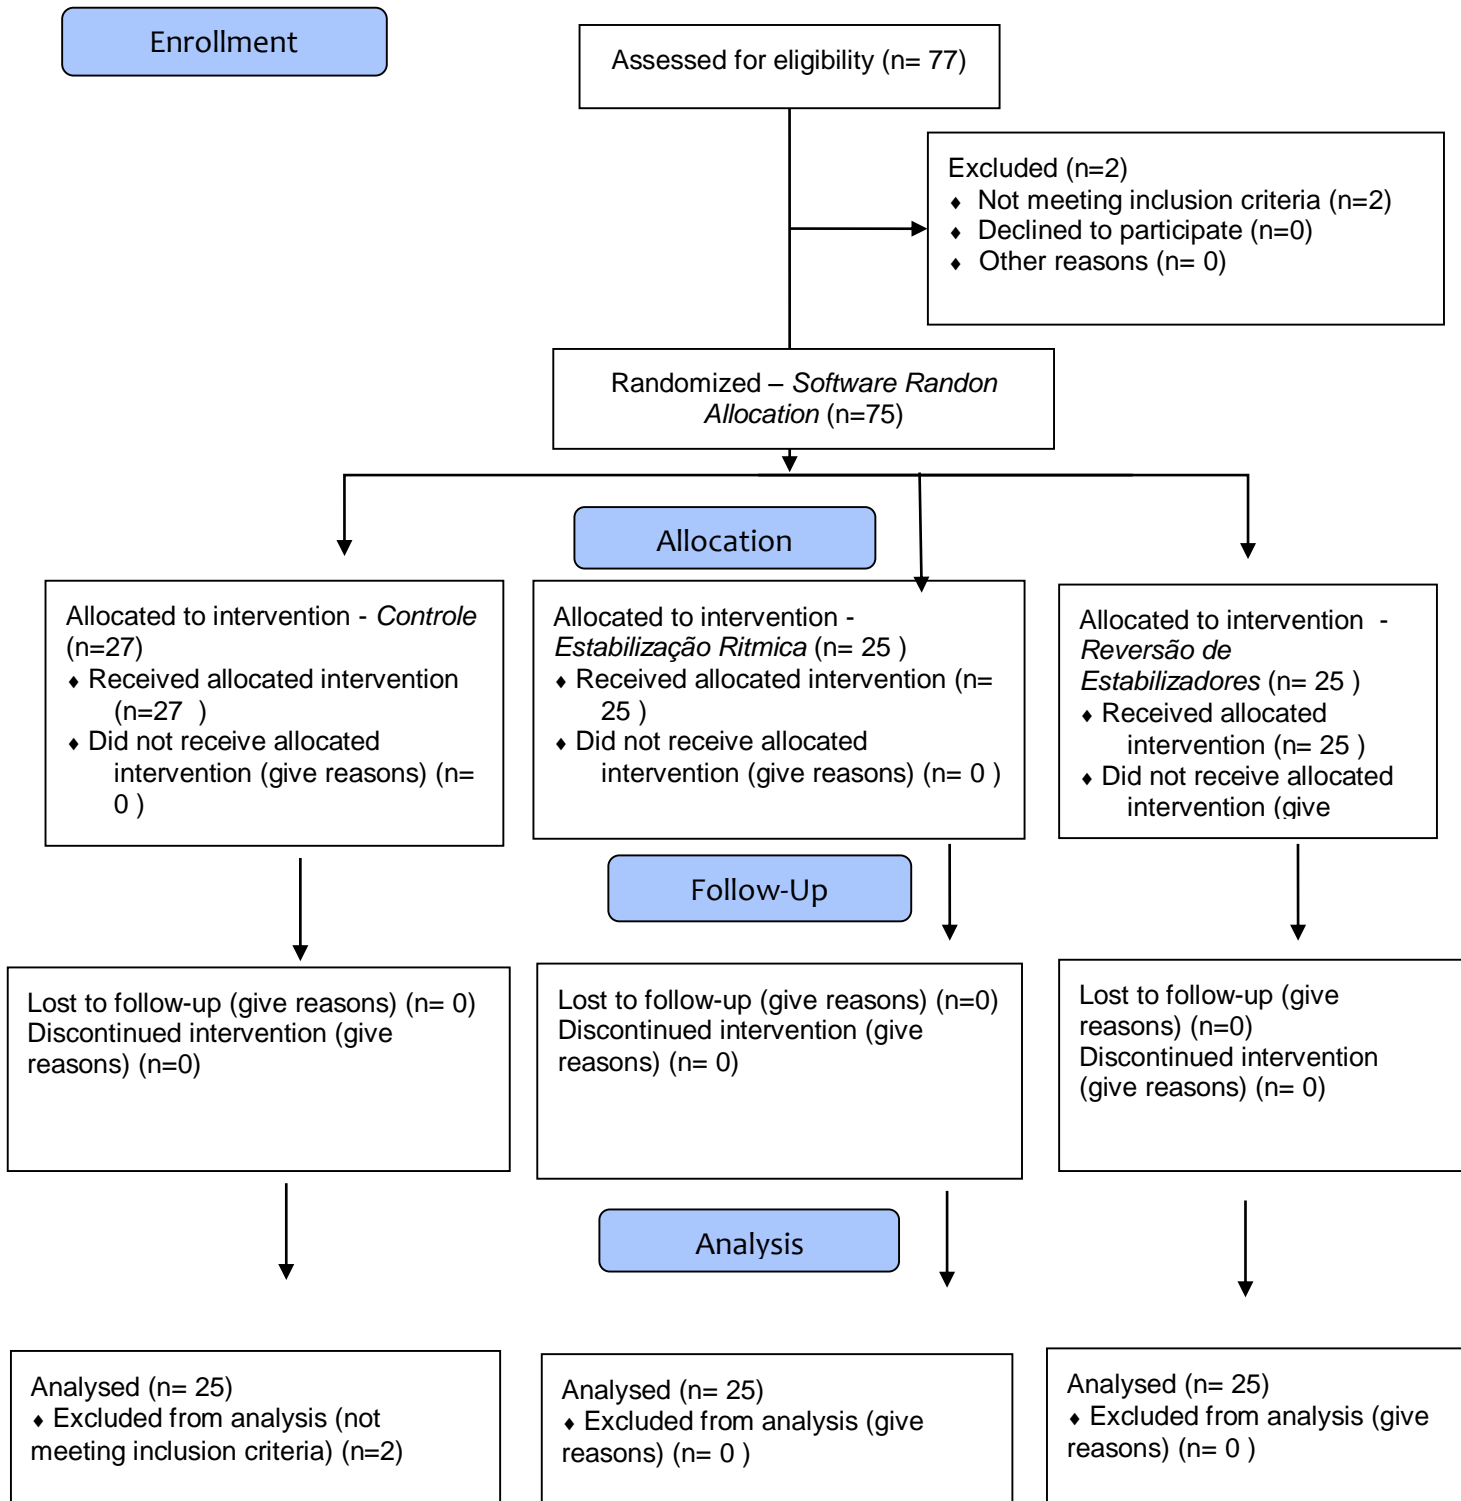 Enrollment
Assessed for eligibility (n= 77)
Excluded (n=2)
♦ Not meeting inclusion criteria (n=2)
♦ Declined to participate (n=0)
♦ Other reasons (n= 0)
Randomized – Software Randon
Allocation (n=75)
Allocation
Allocated to intervention - Controle
(n=27)
♦ Received allocated intervention
(n=27 )
♦ Did not receive allocated
intervention (give reasons) (n=
0 )
Allocated to intervention -
Estabilização Ritmica (n= 25 )
♦ Received allocated intervention (n=
25 )
♦ Did not receive allocated
intervention (give reasons) (n= 0 )
Allocated to intervention -
Reversão de
Estabilizadores (n= 25 )
♦ Received allocated
intervention (n= 25 )
♦ Did not receive allocated
intervention (give
Follow-Up
Lost to follow-up (give reasons) (n= 0)
Discontinued intervention (give
reasons) (n=0)
Lost to follow-up (give reasons) (n=0)
Discontinued intervention (give
reasons) (n= 0)
Lost to follow-up (give
reasons) (n=0)
Discontinued intervention
(give reasons) (n= 0)
Analysis
Analysed (n= 25)
♦ Excluded from analysis (not
meeting inclusion criteria) (n=2)
Analysed (n= 25)
♦ Excluded from analysis (give
reasons) (n= 0 )
Analysed (n= 25)
♦ Excluded from analysis (give
reasons) (n= 0 )